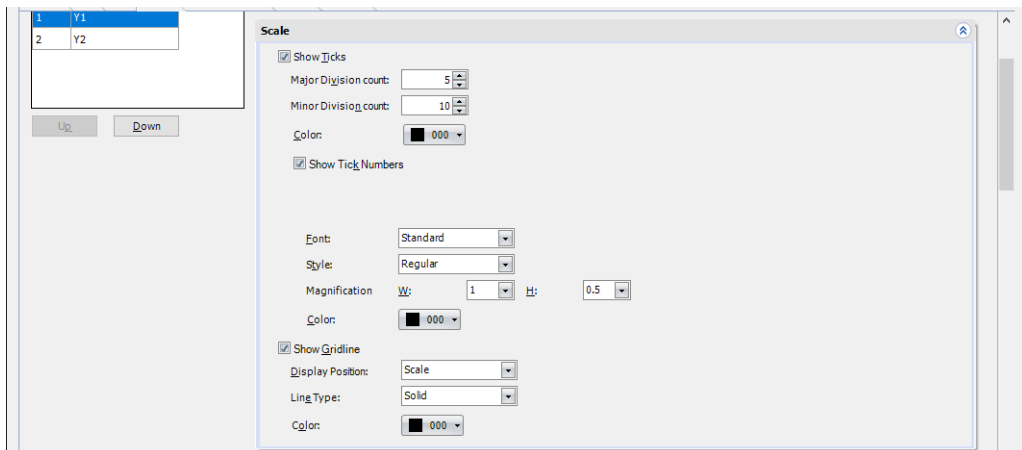 1 Y1
2 Y2
Up Down
Scale
Show Ticks
Major Division count: 5
Minor Division count: 10
Color: 000
Show Tick Numbers
Font: Standard
Style: Regular
Magnification W: 1 H: 0.5
Color: 000
Show Gridline
Display Position: Scale
Line Type: Solid
Color: 000